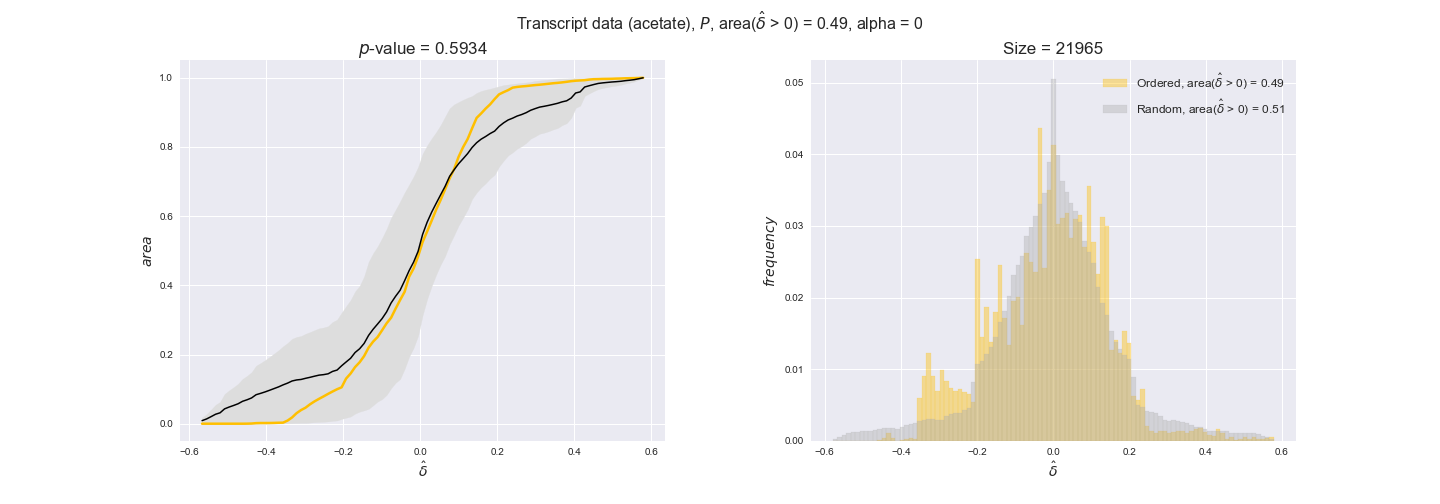 Transcript data (acetate), P, area(δ̂ > 0) = 0.49, alpha = 0
p-value = 0.5934
1.0
0.8
0.6
0.4
0.2
0.0
area
−0.6 −0.4 −0.2 0.0 0.2 0.4 0.6
δ̂
Size = 21965
Ordered, area(δ̂ > 0) = 0.49
Random, area(δ̂ > 0) = 0.51
0.05
0.04
0.03
0.02
0.01
0.00
frequency
−0.6 −0.4 −0.2 0.0 0.2 0.4 0.6
δ̂